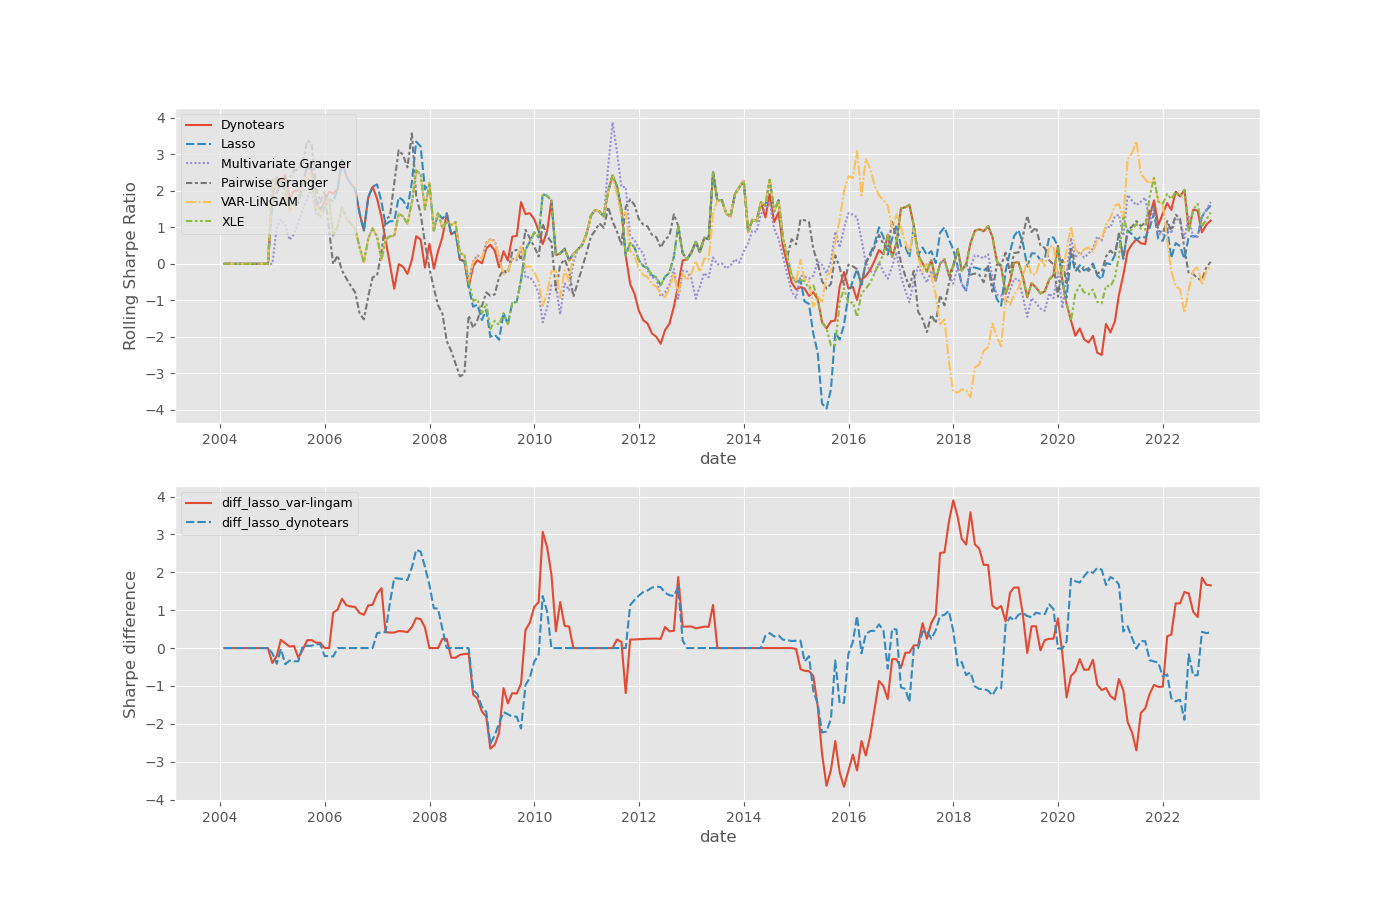 4
3
2
1
0
−1
−2
−3
−4
Rolling Sharpe Ratio
Dynotears
Lasso
Multivariate Granger
Pairwise Granger
VAR-LiNGAM
XLE
2004 2006 2008 2010 2012 2014 2016 2018 2020 2022
date
4
3
2
1
0
−1
−2
−3
−4
Sharpe difference
diff_lasso_var-lingam
diff_lasso_dynotears
2004 2006 2008 2010 2012 2014 2016 2018 2020 2022
date